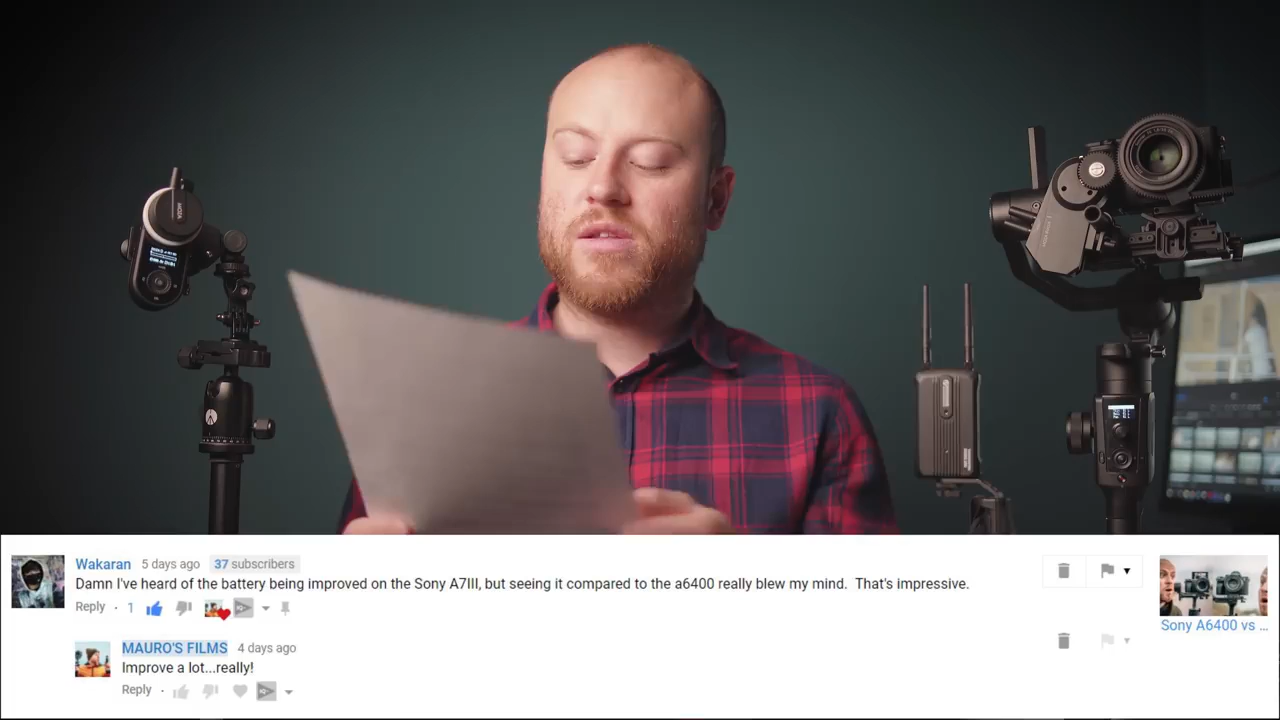 MOZA
Wakaran 5 days ago 37 subscribers
Damn I've heard of the battery being improved on the Sony A7III, but seeing it compared to the a6400 really blew my mind. That's impressive.
Reply · 1
Sony A6400 vs ...
MAURO'S FILMS 4 days ago
Improve a lot...really!
Reply ·